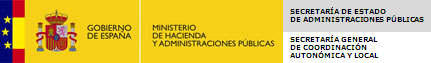 GOBIERNO
DE ESPAÑA
MINISTERIO
DE HACIENDA
Y ADMINISTRACIONES PÚBLICAS
SECRETARÍA DE ESTADO
DE ADMINISTRACIONES PÚBLICAS
SECRETARÍA GENERAL
DE COORDINACIÓN
AUTONÓMICA Y LOCAL